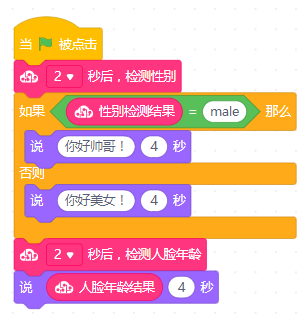 当 被点击
2 秒后，检测性别
如果 性别检测结果 = male 那么
说 你好帅哥！ 4 秒
否则
说 你好美女！ 4 秒
2 秒后，检测人脸年龄
说 人脸年龄结果 4 秒